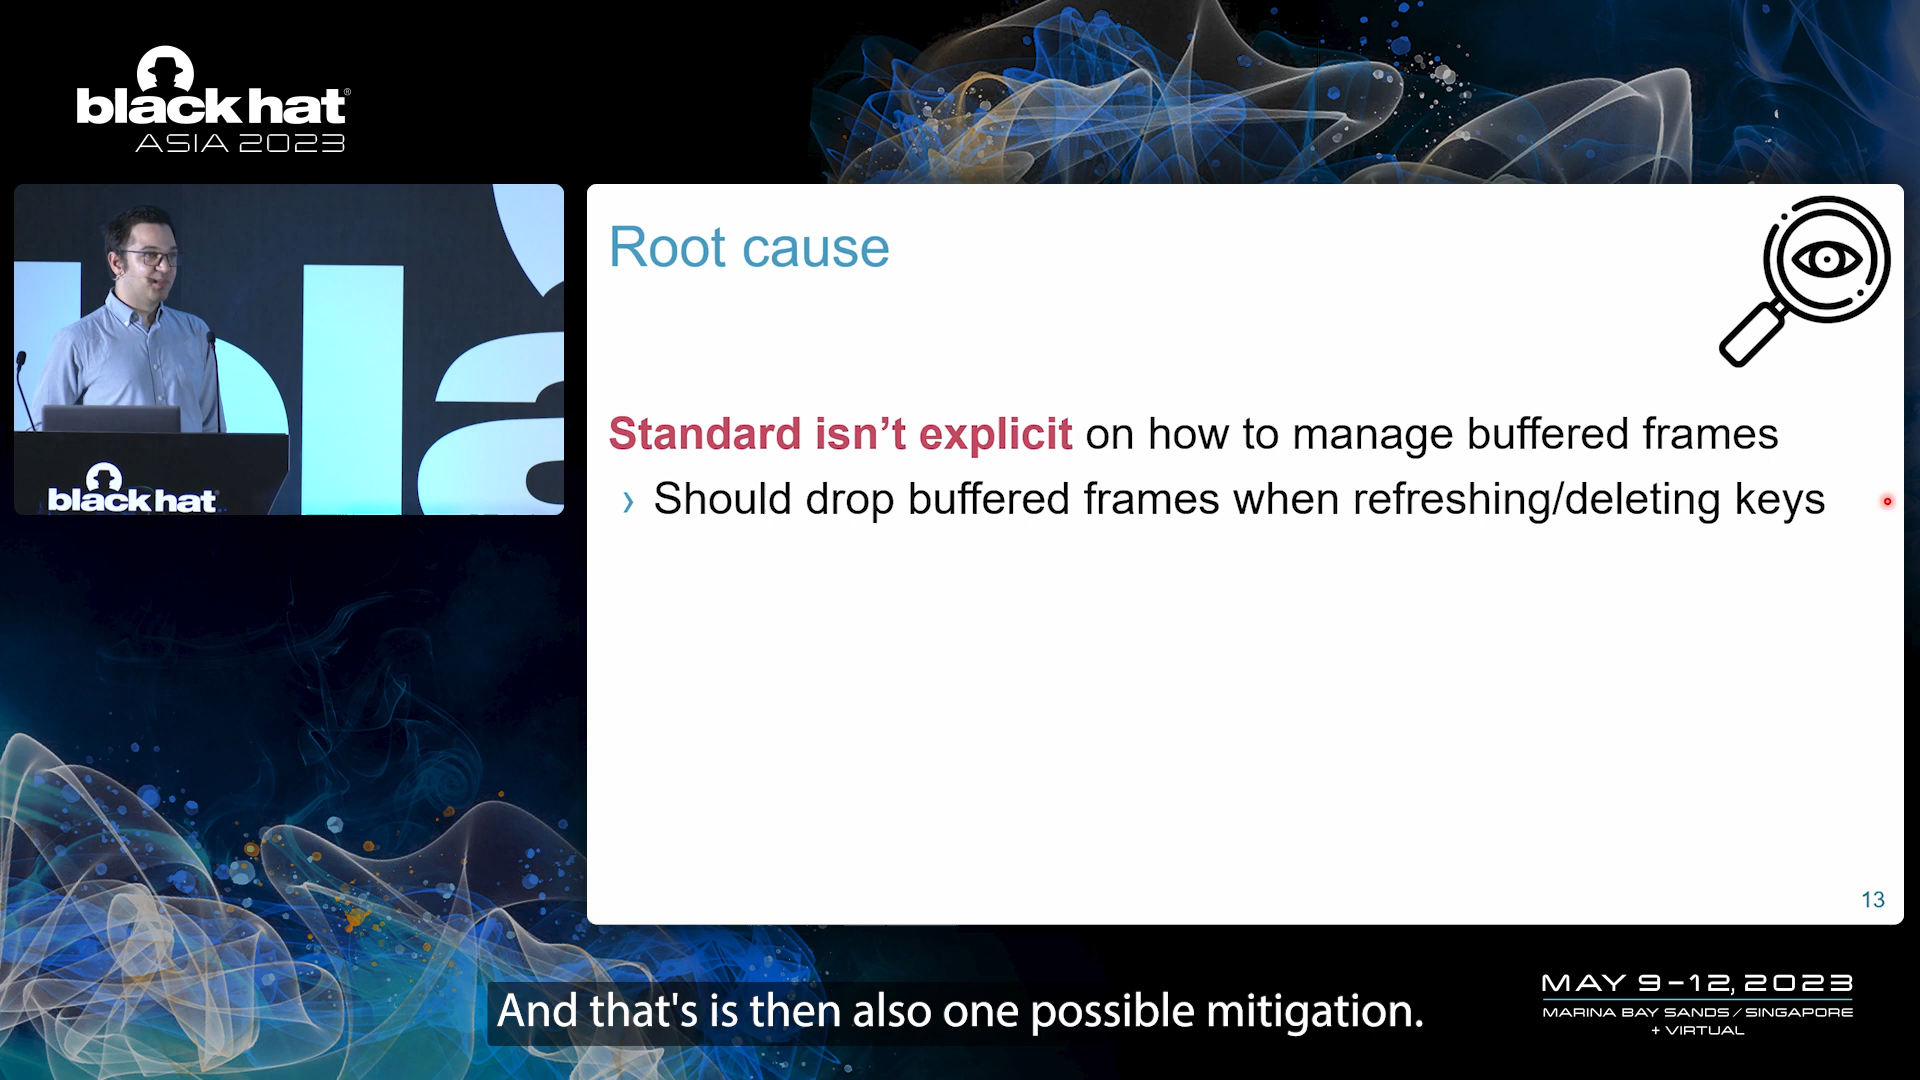 black hat®
ASIA 2023
black hat
Root cause
Standard isn't explicit on how to manage buffered frames
› Should drop buffered frames when refreshing/deleting keys
13
And that's is then also one possible mitigation.
MAY 9-12, 2023
MARINA BAY SANDS / SINGAPORE
+ VIRTUAL